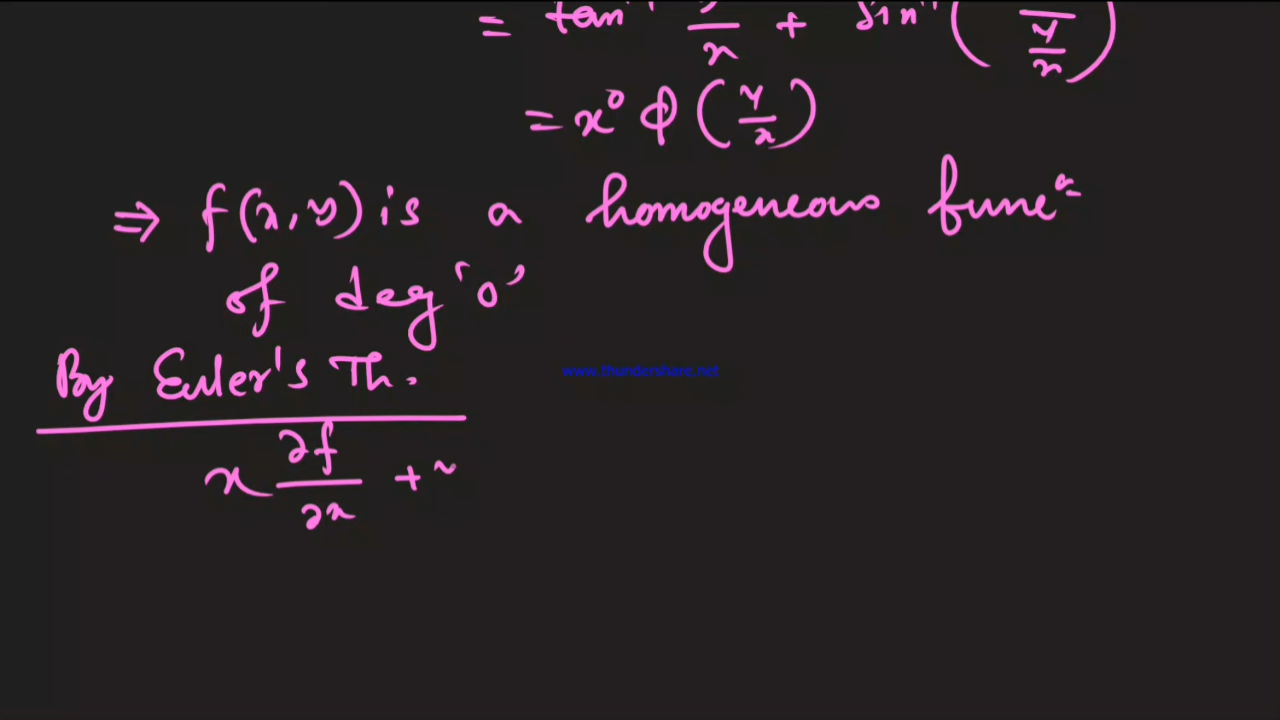 = tan⁻¹ y/x + sin⁻¹ ( / y/x )
= x⁰ φ (y/x)
⇒ f(x,y) is a homogeneous funcⁿ
of deg '0'
By Euler's Th.
www.thundershare.net
x ∂f/∂x +